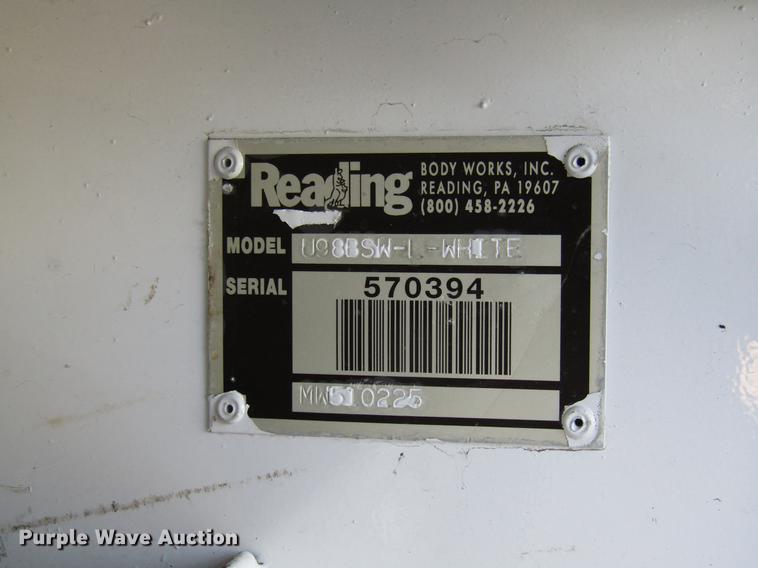 Reading
BODY WORKS, INC.
READING, PA 19607
(800) 458-2226
MODEL U98BSW-L-WHITE
SERIAL 570394
MW510225
Purple Wave Auction